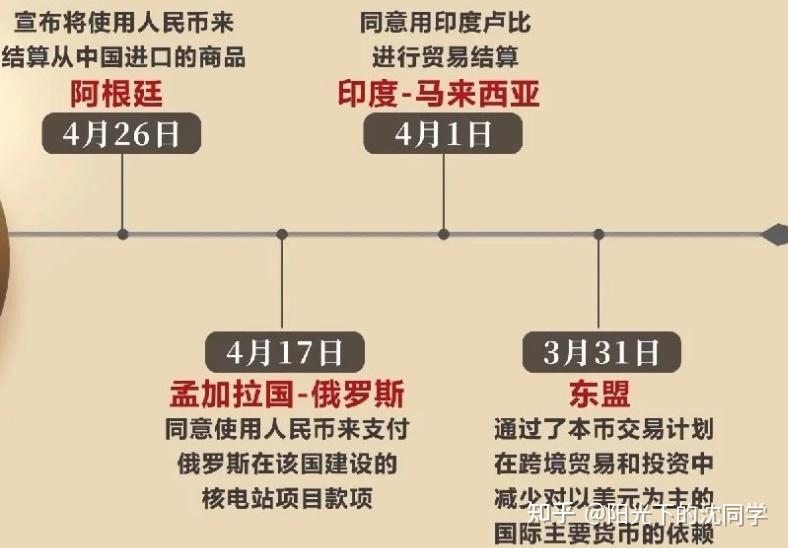 宣布将使用人民币来
结算从中国进口的商品
阿根廷
4月26日
同意用印度卢比
进行贸易结算
印度-马来西亚
4月1日
4月17日
孟加拉国-俄罗斯
同意使用人民币来支付
俄罗斯在该国建设的
核电站项目款项
3月31日
东盟
通过了本币交易计划
在跨境贸易和投资中
减少对以美元为主的
国际主要货币的依赖
知乎 @阳光下的沈同学